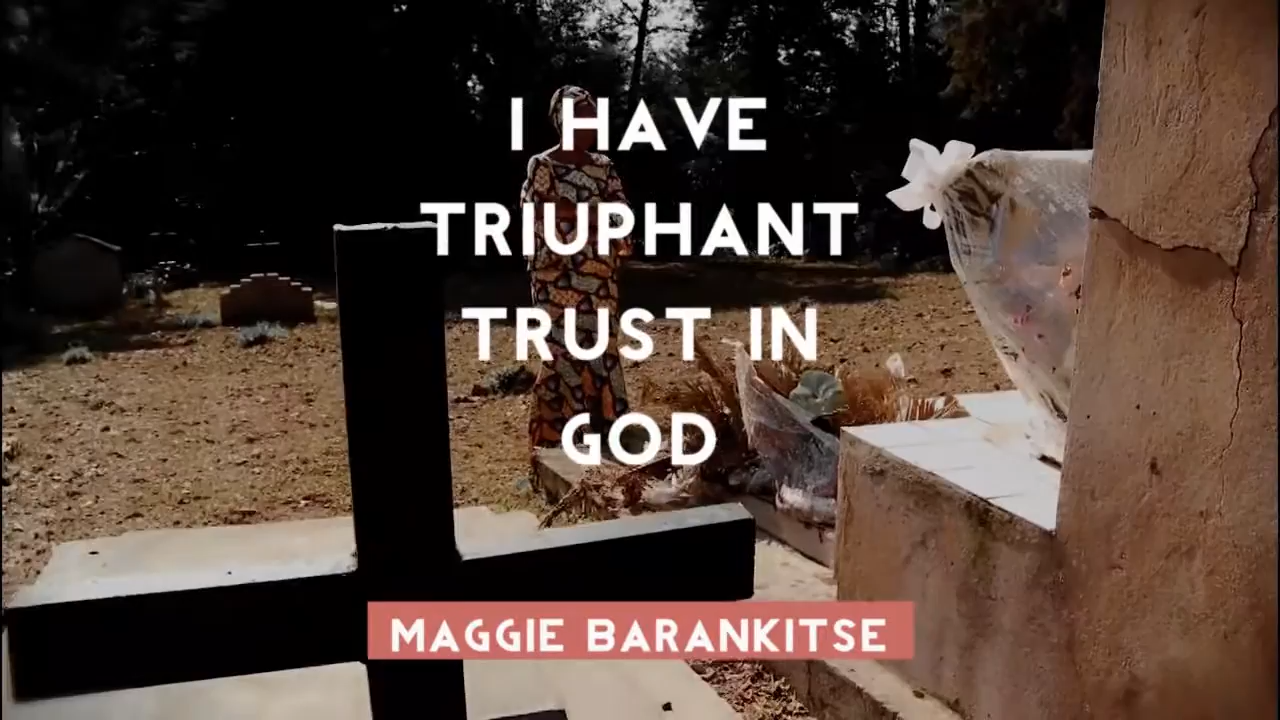 I HAVE
TRIUPHANT
TRUST IN
GOD
MAGGIE BARANKITSE